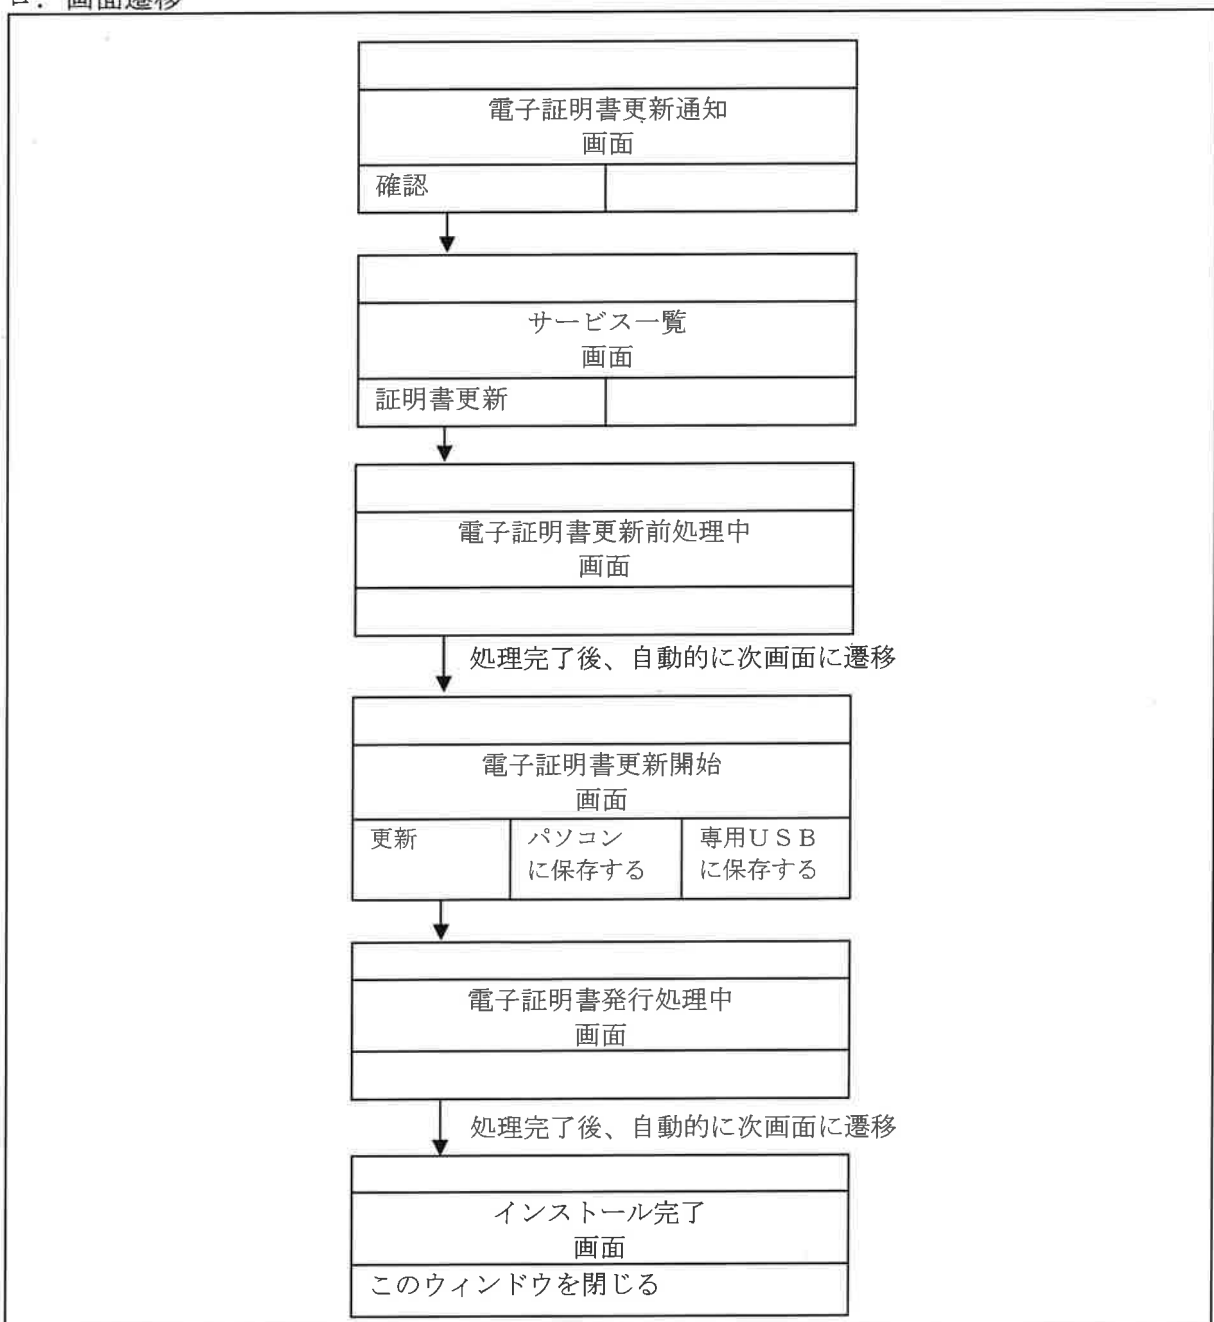 ロ．画面遷移
電子証明書更新通知
画面
確認
サービス一覧
画面
証明書更新
電子証明書更新前処理中
画面
処理完了後、自動的に次画面に遷移
電子証明書更新開始
画面
更新
パソコン
に保存する
専用ＵＳＢ
に保存する
電子証明書発行処理中
画面
処理完了後、自動的に次画面に遷移
インストール完了
画面
このウィンドウを閉じる